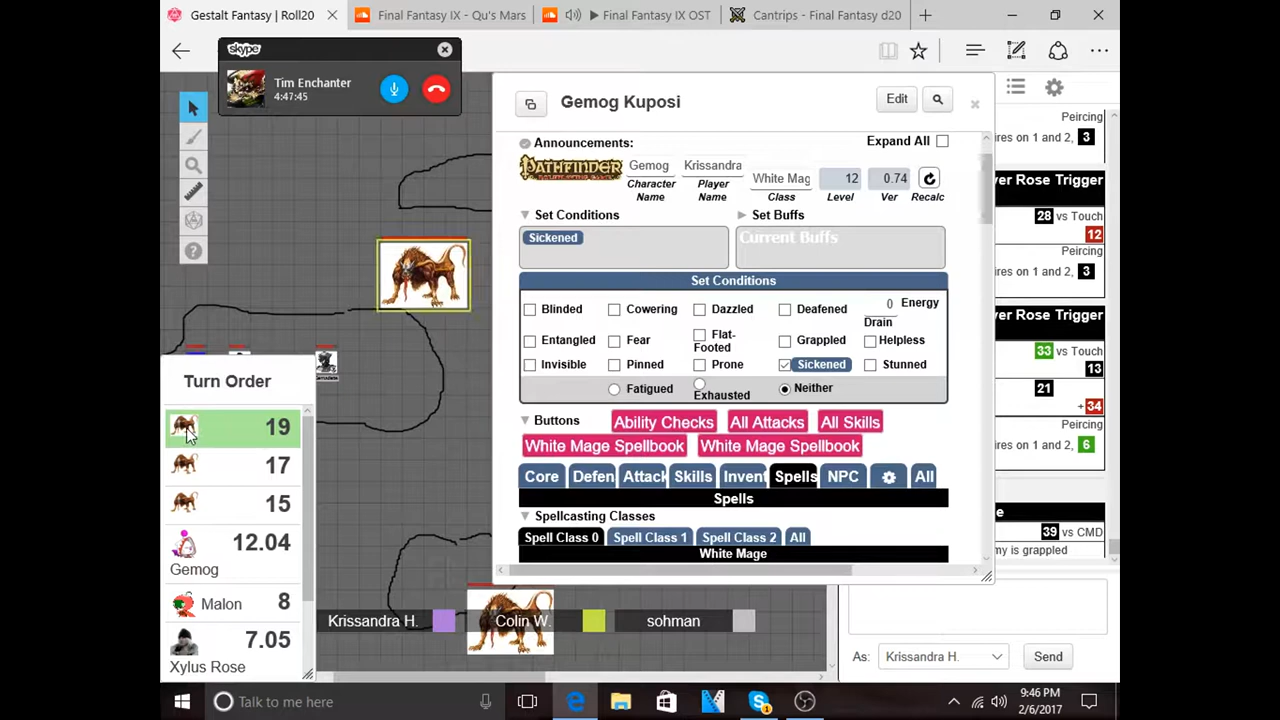 Gestalt Fantasy | Roll20
Final Fantasy IX - Qu's Mars
Final Fantasy IX OST
Cantrips - Final Fantasy d20
skype
Tim Enchanter
4:47:45
Gemog Kuposi
Edit
Announcements:
Expand All
PATHFINDER
Gemog
Krissandra
White Mag
12
0.74
Character Name
Player Name
Class
Level
Ver
Recalc
Set Conditions
Set Buffs
Sickened
Current Buffs
Set Conditions
Blinded
Cowering
Dazzled
Deafened
0 Energy Drain
Entangled
Fear
Flat-Footed
Grappled
Helpless
Invisible
Pinned
Prone
Sickened
Stunned
Fatigued
Exhausted
Neither
Buttons
Ability Checks
All Attacks
All Skills
White Mage Spellbook
White Mage Spellbook
Core
Defen
Attack
Skills
Invent
Spells
NPC
All
Spells
Spellcasting Classes
Spell Class 0
Spell Class 1
Spell Class 2
All
White Mage
Turn Order
19
17
15
12.04
Gemog
Malon
8
7.05
Xylus Rose
Krissandra H.
Colin W.
sohman
Peircing
ires on 1 and 2, 3
ver Rose Trigger
28 vs Touch
12
Peircing
ires on 1 and 2, 3
ver Rose Trigger
33 vs Touch
13
21
+34
Peircing
ires on 1 and 2, 6
e
39 vs CMD
my is grappled
As:
Krissandra H.
Send
Talk to me
9:46 PM
2/6/2017